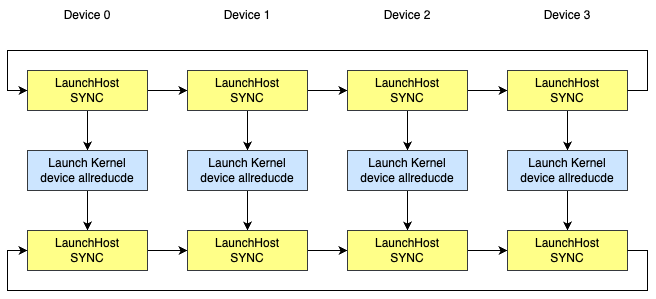 Device 0
Device 1
Device 2
Device 3
LaunchHost
SYNC
LaunchHost
SYNC
LaunchHost
SYNC
LaunchHost
SYNC
Launch Kernel
device allreducde
Launch Kernel
device allreducde
Launch Kernel
device allreducde
Launch Kernel
device allreducde
LaunchHost
SYNC
LaunchHost
SYNC
LaunchHost
SYNC
LaunchHost
SYNC